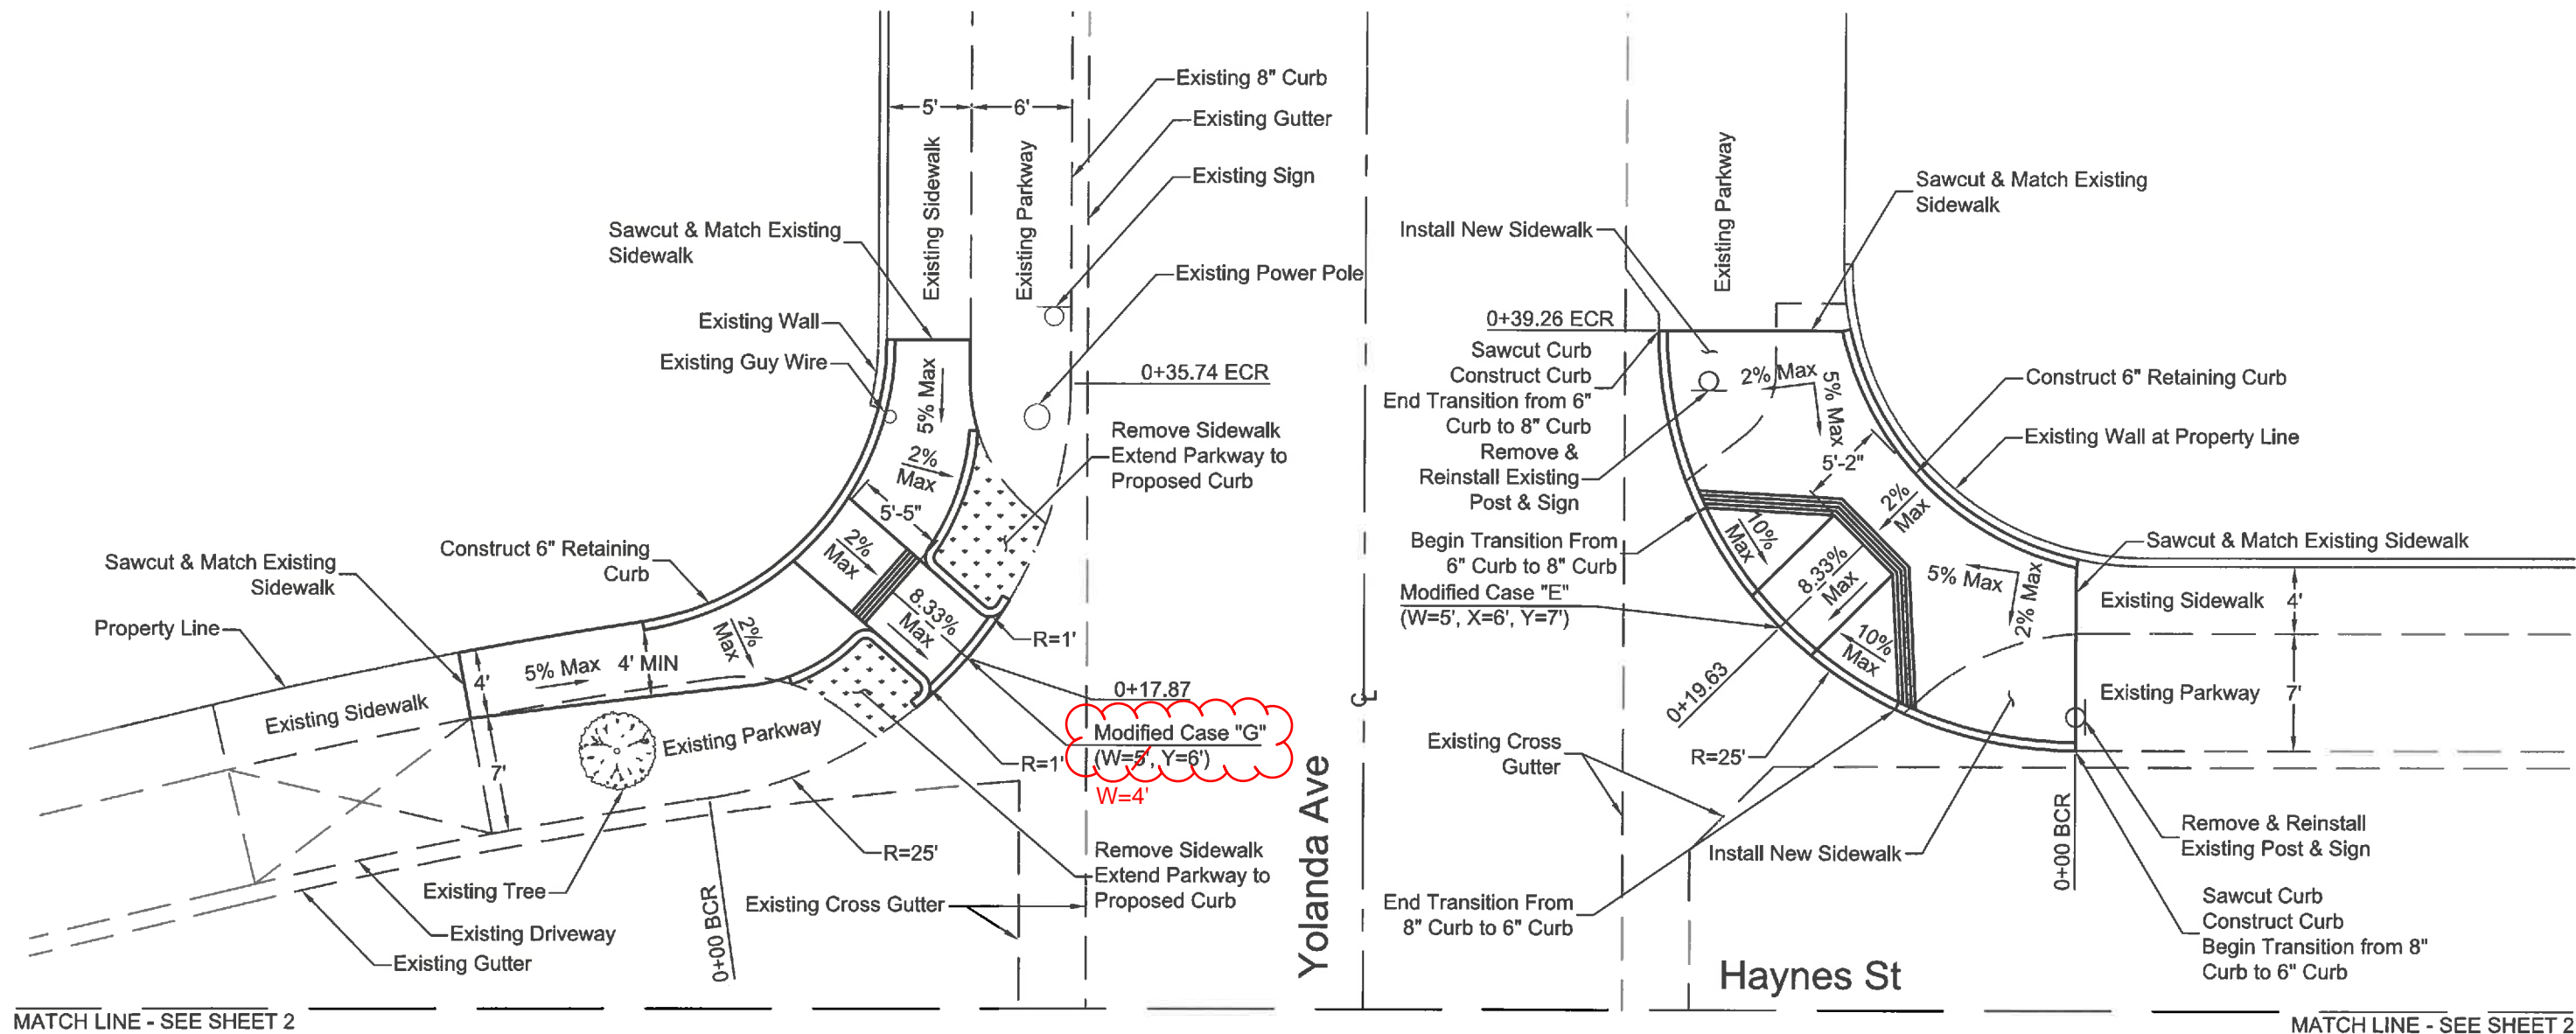 Existing 8" Curb
Existing Gutter
Existing Sign
5'
6'
Existing Sidewalk
Existing Parkway
Sawcut & Match Existing
Sidewalk
Existing Power Pole
Existing Wall
Existing Guy Wire
0+35.74 ECR
5% Max
2%
Max
Remove Sidewalk
Extend Parkway to
Proposed Curb
5'-5"
2%
Max
8.33%
Max
Construct 6" Retaining
Curb
Sawcut & Match Existing
Sidewalk
Property Line
R=1'
2%
Max
5% Max
4' MIN
4'
Existing Sidewalk
7'
Existing Parkway
0+17.87
Modified Case "G"
(W=5', Y=6')
W=4'
R=1'
R=25'
Remove Sidewalk
Extend Parkway to
Proposed Curb
Existing Tree
Existing Cross Gutter
Existing Driveway
Existing Gutter
0+00 BCR
Yolanda Ave
CL
Existing Parkway
Sawcut & Match Existing
Sidewalk
Install New Sidewalk
0+39.26 ECR
Sawcut Curb
Construct Curb
End Transition from 6"
Curb to 8" Curb
Remove &
Reinstall Existing
Post & Sign
2% Max
5% Max
Construct 6" Retaining Curb
Existing Wall at Property Line
5'-2"
2%
Max
Begin Transition From
6" Curb to 8" Curb
Modified Case "E"
(W=5', X=6', Y=7')
10%
Max
8.33%
Max
10%
Max
5% Max
2% Max
Sawcut & Match Existing Sidewalk
Existing Sidewalk
4'
Existing Parkway
7'
0+19.63
R=25'
Existing Cross
Gutter
Install New Sidewalk
0+00 BCR
Remove & Reinstall
Existing Post & Sign
End Transition From
8" Curb to 6" Curb
Sawcut Curb
Construct Curb
Begin Transition from 8"
Curb to 6" Curb
Haynes St
MATCH LINE - SEE SHEET 2
MATCH LINE - SEE SHEET 2